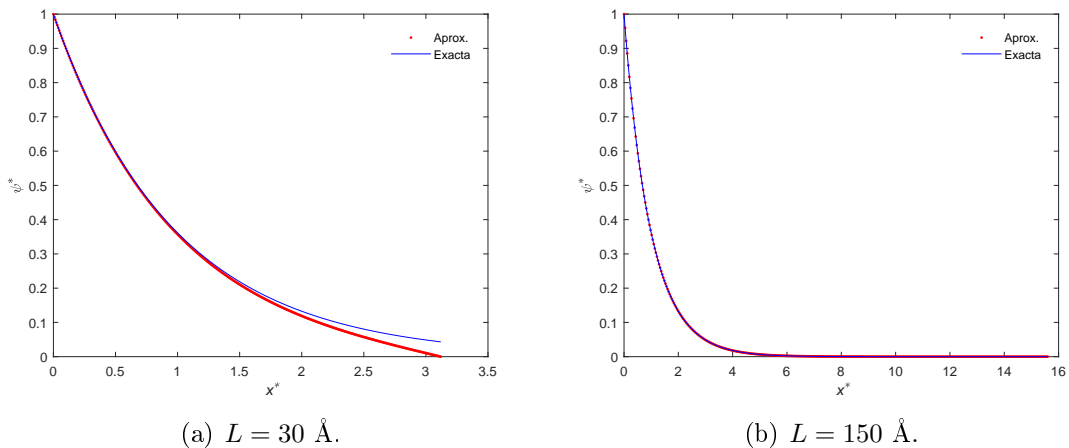 1
0.9
0.8
0.7
0.6
0.5
0.4
0.3
0.2
0.1
0
ψ*
0 0.5 1 1.5 2 2.5 3 3.5
x*
Aprox.
Exacta
(a) L = 30 Å.
1
0.9
0.8
0.7
0.6
0.5
0.4
0.3
0.2
0.1
0
ψ*
0 2 4 6 8 10 12 14 16
x*
Aprox.
Exacta
(b) L = 150 Å.